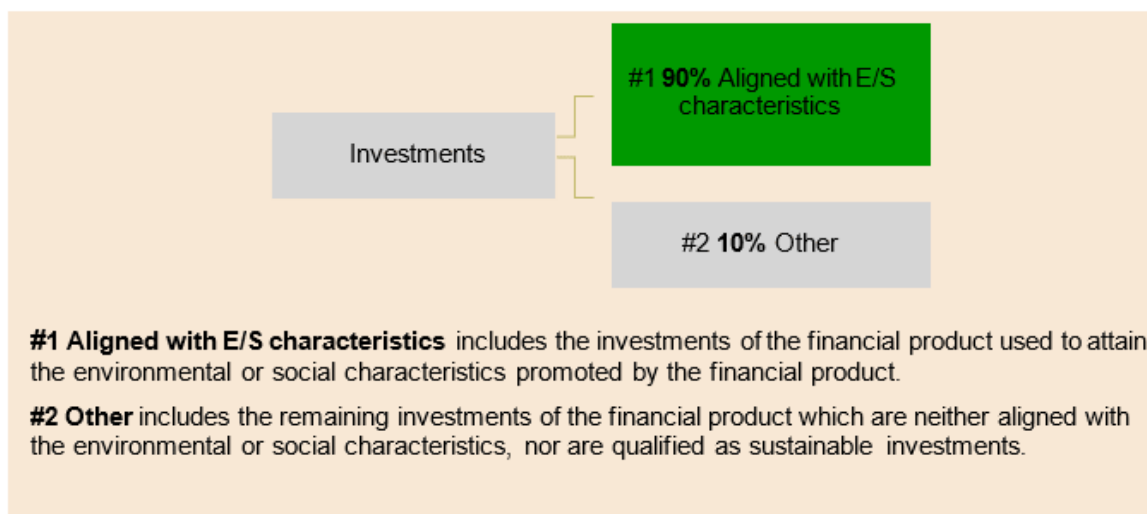 #1 90% Aligned with E/S
characteristics
Investments
#2 10% Other
#1 Aligned with E/S characteristics includes the investments of the financial product used to attain
the environmental or social characteristics promoted by the financial product.
#2 Other includes the remaining investments of the financial product which are neither aligned with
the environmental or social characteristics, nor are qualified as sustainable investments.